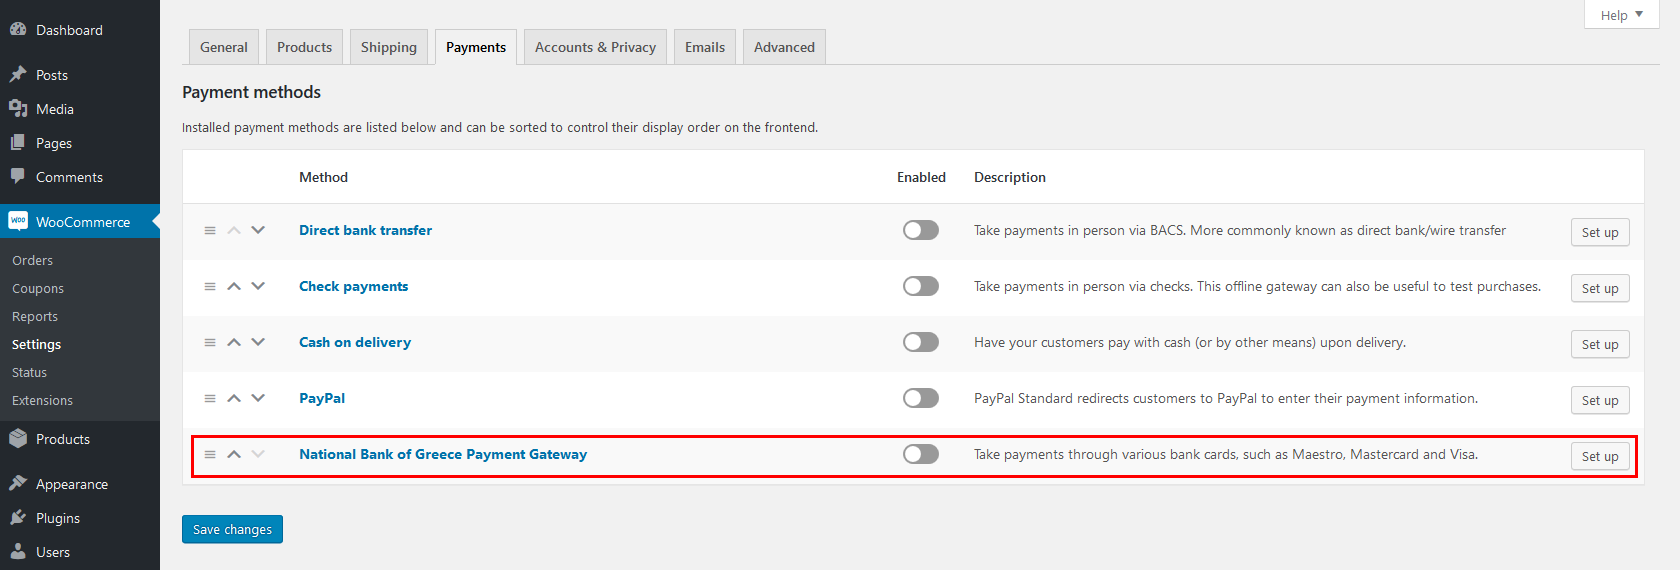 Dashboard
Posts
Media
Pages
Comments
WOO
WooCommerce
Orders
Coupons
Reports
Settings
Status
Extensions
Products
Appearance
Plugins
Users
Help
General
Products
Shipping
Payments
Accounts & Privacy
Emails
Advanced
Payment methods
Installed payment methods are listed below and can be sorted to control their display order on the frontend.
Method Enabled Description
Direct bank transfer Take payments in person via BACS. More commonly known as direct bank/wire transfer Set up
Check payments Take payments in person via checks. This offline gateway can also be useful to test purchases. Set up
Cash on delivery Have your customers pay with cash (or by other means) upon delivery. Set up
PayPal PayPal Standard redirects customers to PayPal to enter their payment information. Set up
National Bank of Greece Payment Gateway Take payments through various bank cards, such as Maestro, Mastercard and Visa. Set up
Save changes